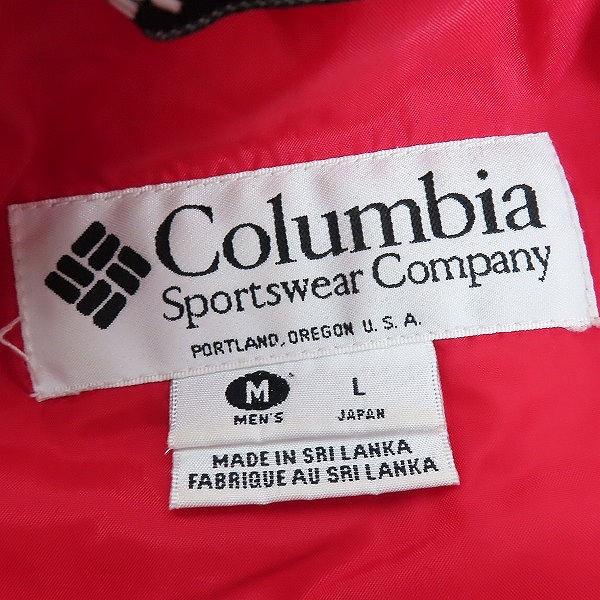 Columbia
Sportswear Company
PORTLAND, OREGON U.S.A.
M L
MEN'S JAPAN
MADE IN SRI LANKA
FABRIQUE AU SRI LANKA